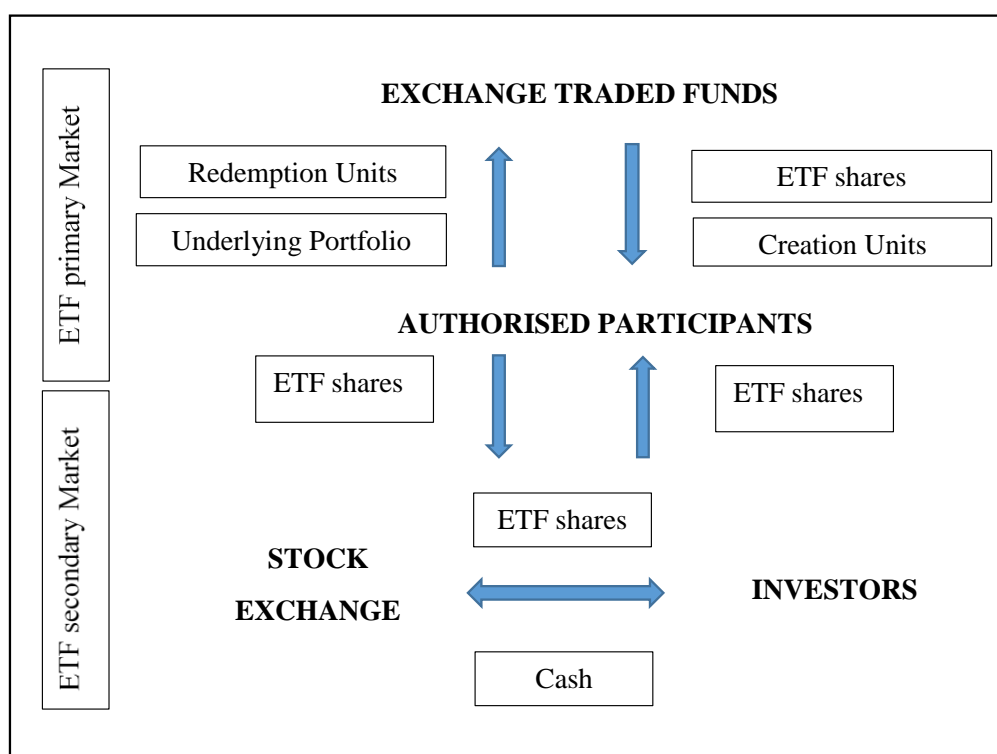 ETF primary Market
EXCHANGE TRADED FUNDS
Redemption Units
ETF shares
Underlying Portfolio
Creation Units
AUTHORISED PARTICIPANTS
ETF shares
ETF shares
ETF secondary Market
ETF shares
STOCK
EXCHANGE
INVESTORS
Cash